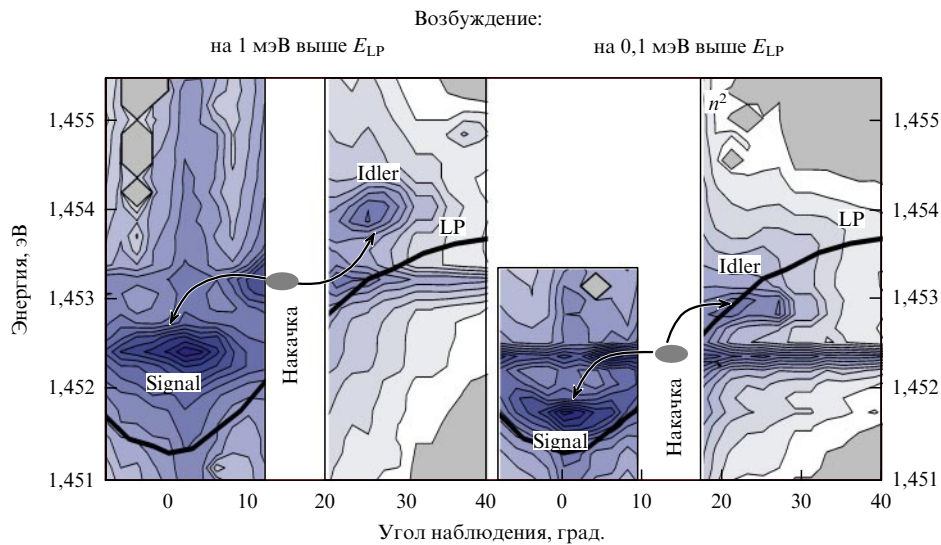 Возбуждение:
на 1 мэВ выше E_LP
на 0,1 мэВ выше E_LP
Энергия, эВ
1,455
1,454
1,453
1,452
1,451
Signal
Накачка
Idler
LP
0
10
20
30
40
n²
LP
Idler
Signal
Накачка
0
10
20
30
40
1,455
1,454
1,453
1,452
1,451
Угол наблюдения, град.